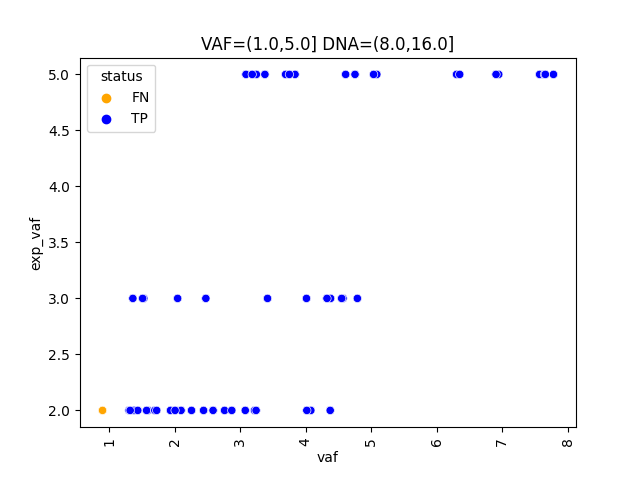 VAF=(1.0,5.0] DNA=(8.0,16.0]
status
FN
TP
5.0
4.5
4.0
3.5
3.0
2.5
2.0
exp_vaf
1 2 3 4 5 6 7 8
vaf